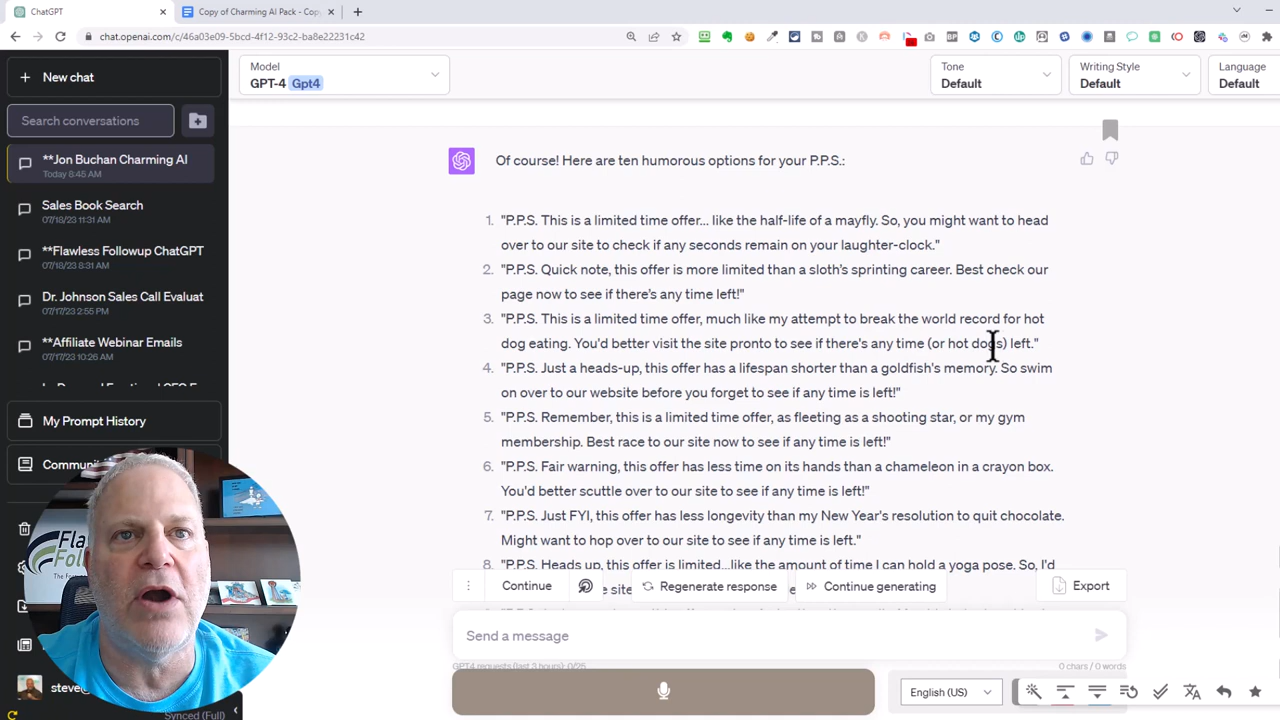 ChatGPT
Copy of Charming AI Pack - Cop
chat.openai.com/c/46a03e09-5bcd-4f12-93c2-ba8e22231c42
New chat
Model
GPT-4 Gpt4
Tone
Default
Writing Style
Default
Language
Default
Search conversations
**Jon Buchan Charming AI
Today 8:45 AM
Sales Book Search
07/18/23 11:31 AM
**Flawless Followup ChatGPT
07/18/23 8:05 AM
Dr. Johnson Sales Call Evaluat
07/17/23 2:55 PM
**Affiliate Webinar Emails
07/17/23 10:26 AM
My Prompt History
Communi
steve@
Synced (Full)
Of course! Here are ten humorous options for your P.P.S.:
1. "P.P.S. This is a limited time offer... like the half-life of a mayfly. So, you might want to head
over to our site to check if any seconds remain on your laughter-clock."
2. "P.P.S. Quick note, this offer is more limited than a sloth's sprinting career. Best check our
page now to see if there's any time left!"
3. "P.P.S. This is a limited time offer, much like my attempt to break the world record for hot
dog eating. You'd better visit the site pronto to see if there's any time (or hot dogs) left."
4. "P.P.S. Just a heads-up, this offer has a lifespan shorter than a goldfish's memory. So swim
on over to our website before you forget to see if any time is left!"
5. "P.P.S. Remember, this is a limited time offer, as fleeting as a shooting star, or my gym
membership. Best race to our site now to see if any time is left!"
6. "P.P.S. Fair warning, this offer has less time on its hands than a chameleon in a crayon box.
You'd better scuttle over to our site to see if any time is left!"
7. "P.P.S. Just FYI, this offer has less longevity than my New Year's resolution to quit chocolate.
Might want to hop over to our site to see if any time is left."
8. "P.P.S. Heads up, this offer is limited...like the amount of time I can hold a yoga pose. So, I'd
e site
Continue
Regenerate response
Continue generating
Export
Send a message
GPT4 requests (last 3 hours): 0/25
0 chars / 0 words
English (US)